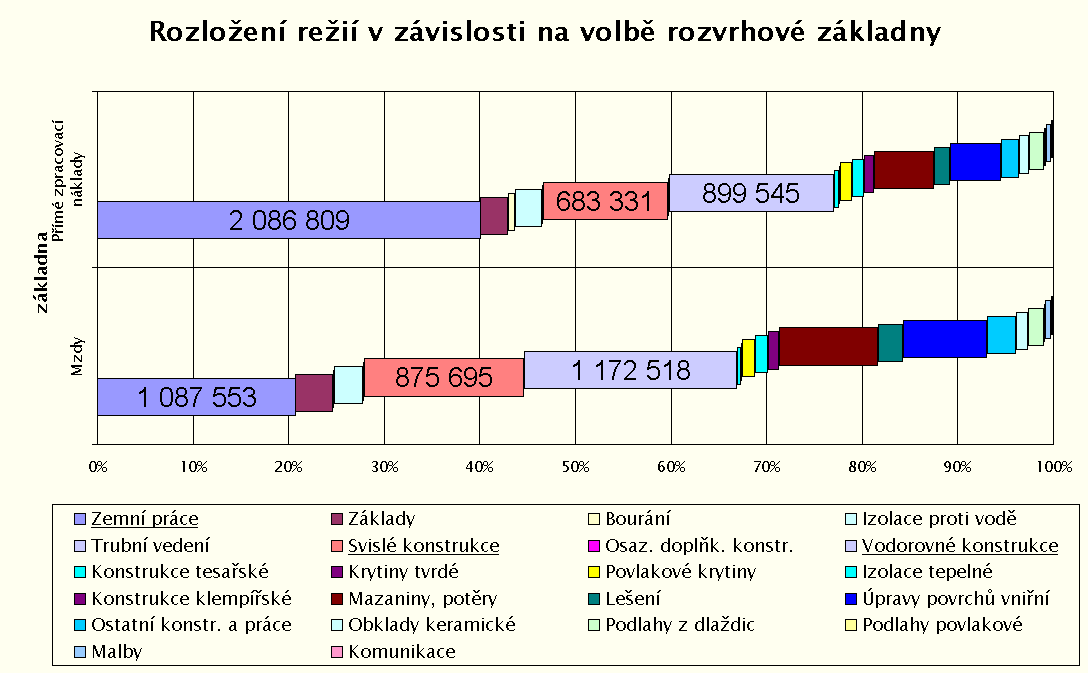 Rozložení režií v závislosti na volbě rozvrhové základny
základna
Přímé zpracovací
náklady
2 086 809
683 331
899 545
Mzdy
1 087 553
875 695
1 172 518
0% 10% 20% 30% 40% 50% 60% 70% 80% 90% 100%
Zemní práce Základy Bourání Izolace proti vodě
Trubní vedení Svislé konstrukce Osaz. doplňk. konstr. Vodorovné konstrukce
Konstrukce tesařské Krytiny tvrdé Povlakové krytiny Izolace tepelné
Konstrukce klempířské Mazaniny, potěry Lešení Úpravy povrchů vniřní
Ostatní konstr. a práce Obklady keramické Podlahy z dlaždic Podlahy povlakové
Malby Komunikace